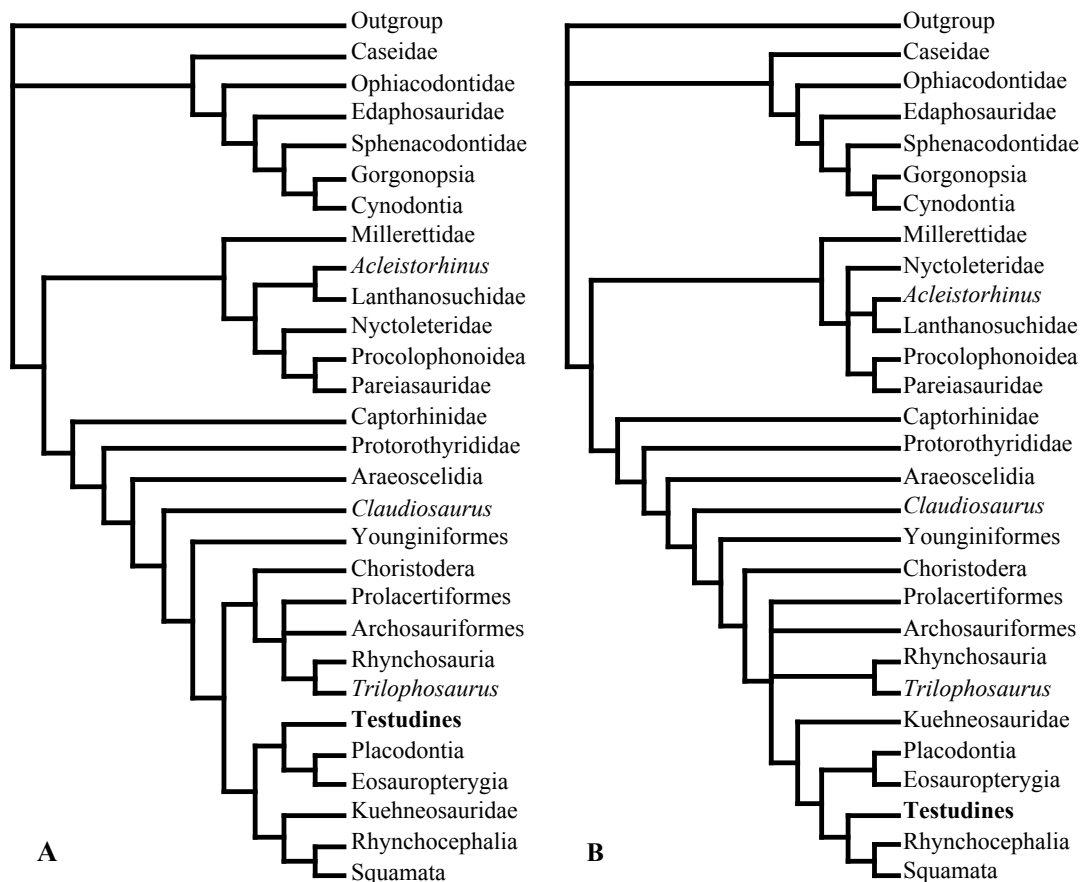 Outgroup
Caseidae
Ophiacodontidae
Edaphosauridae
Sphenacodontidae
Gorgonopsia
Cynodontia
Millerettidae
Acleistorhinus
Lanthanosuchidae
Nyctoleteridae
Procolophonoidea
Pareiasauridae
Captorhinidae
Protorothyrididae
Araeoscelidia
Claudiosaurus
Younginiformes
Choristodera
Prolacertiformes
Archosauriformes
Rhynchosauria
Trilophosaurus
Testudines
Placodontia
Eosauropterygia
Kuehneosauridae
Rhynchocephalia
Squamata
A
Outgroup
Caseidae
Ophiacodontidae
Edaphosauridae
Sphenacodontidae
Gorgonopsia
Cynodontia
Millerettidae
Nyctoleteridae
Acleistorhinus
Lanthanosuchidae
Procolophonoidea
Pareiasauridae
Captorhinidae
Protorothyrididae
Araeoscelidia
Claudiosaurus
Younginiformes
Choristodera
Prolacertiformes
Archosauriformes
Rhynchosauria
Trilophosaurus
Kuehneosauridae
Placodontia
Eosauropterygia
Testudines
Rhynchocephalia
Squamata
B